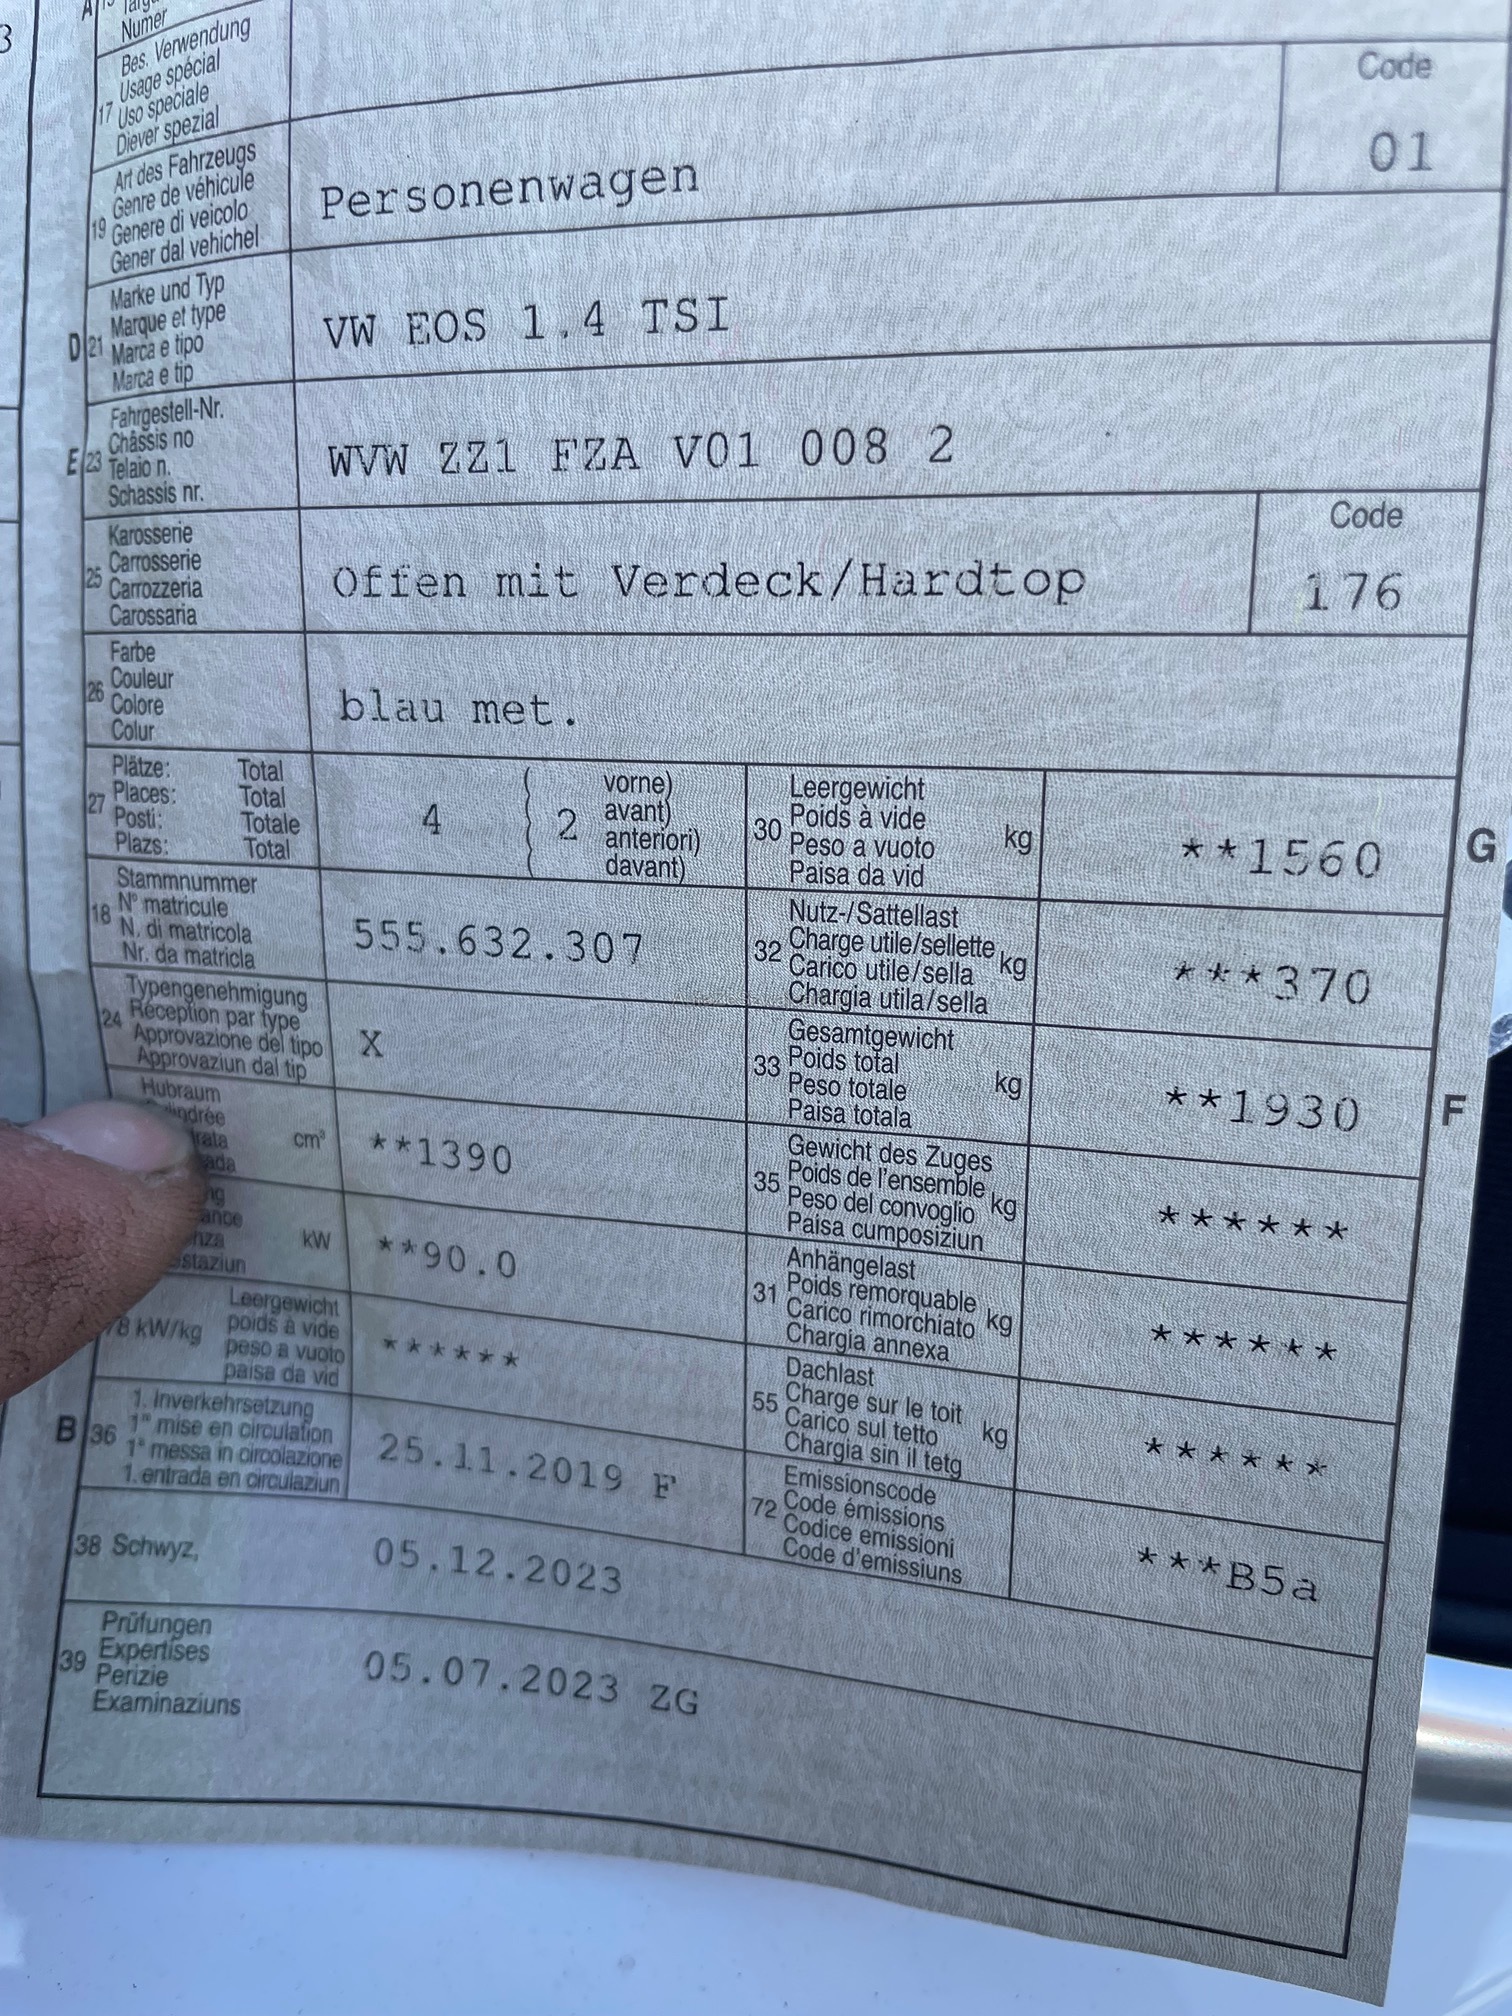 3
A
Numer
17 Bes. Verwendung
Usage spécial
Uso speciale
Diever spezial
Code
19 Art des Fahrzeugs
Genre de véhicule
Genere di veicolo
Gener dal vehichel
Personenwagen
01
D 21 Marke und Typ
Marque et type
Marca e tipo
Marca e tip
VW EOS 1.4 TSI
E 23 Fahrgestell-Nr.
Châssis no
Telaio n.
Schassis nr.
WVW ZZ1 FZA V01 008 2
25 Karosserie
Carrosserie
Carrozzeria
Carossaria
Offen mit Verdeck/Hardtop
Code
176
26 Farbe
Couleur
Colore
Colur
blau met.
27 Plätze: Total
Places: Total
Posti: Totale
Plazs: Total
4 ( 2
vorne)
avant)
anteriori)
davant)
30 Leergewicht
Poids à vide
Peso a vuoto
Paisa da vid
kg
**1560
G
18 Stammnummer
N° matricule
N. di matricola
Nr. da matricla
555.632.307
32 Nutz-/Sattellast
Charge utile/sellette
Carico utile/sella
Chargia utila/sella
kg
***370
24 Typengenehmigung
Réception par type
Approvazione del tipo
Approvaziun dal tip
X
33 Gesamtgewicht
Poids total
Peso totale
Paisa totala
kg
**1930
F
Hubraum
cm³
**1390
35 Gewicht des Zuges
Poids de l'ensemble
Peso del convoglio
Paisa cumposiziun
kg
******
kW
**90.0
31 Anhängelast
Poids remorquable
Carico rimorchiato
Chargia annexa
kg
******
kW/kg
Leergewicht
poids à vide
peso a vuoto
paisa da vid
******
55 Dachlast
Charge sur le toit
Carico sul tetto
Chargia sin il tetg
kg
******
B 36 1. Inverkehrsetzung
1re mise en circulation
1a messa in circolazione
1. entrada en circulaziun
25.11.2019 F
72 Emissionscode
Code émissions
Codice emissioni
Code d'emissiuns
***B5a
38 Schwyz,
05.12.2023
39 Prüfungen
Expertises
Perizie
Examinaziuns
05.07.2023 ZG